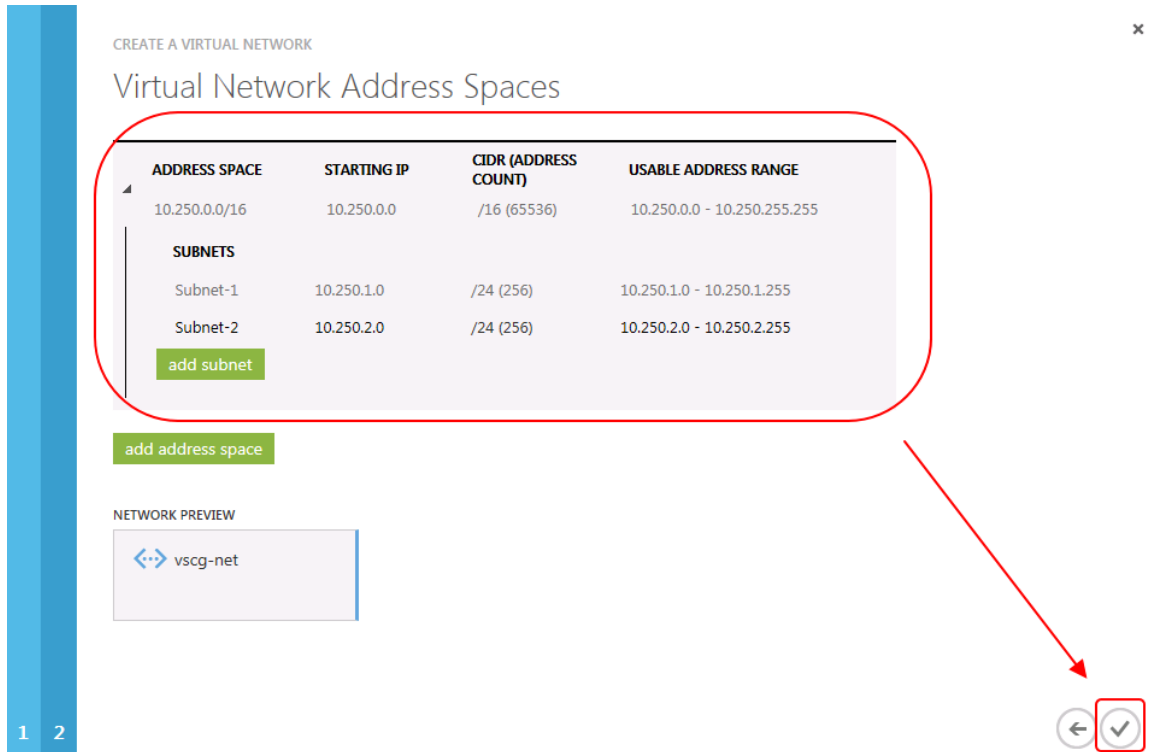 CREATE A VIRTUAL NETWORK
Virtual Network Address Spaces
ADDRESS SPACE STARTING IP CIDR (ADDRESS COUNT) USABLE ADDRESS RANGE
10.250.0.0/16 10.250.0.0 /16 (65536) 10.250.0.0 - 10.250.255.255
SUBNETS
Subnet-1 10.250.1.0 /24 (256) 10.250.1.0 - 10.250.1.255
Subnet-2 10.250.2.0 /24 (256) 10.250.2.0 - 10.250.2.255
add subnet
add address space
NETWORK PREVIEW
vscg-net
1 2